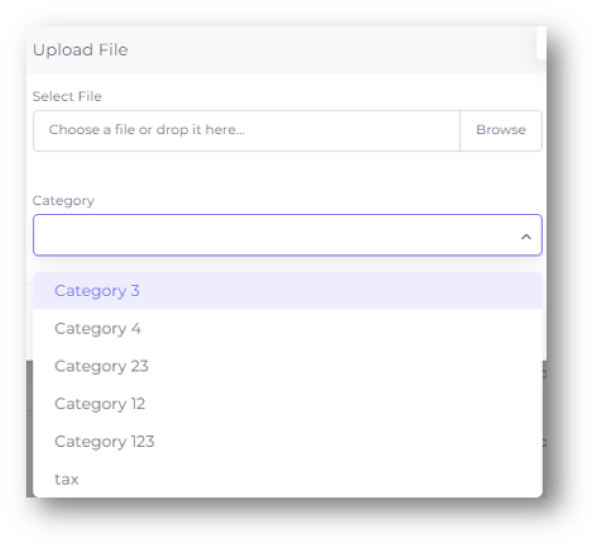 Upload File
Select File
Choose a file or drop it here...
Browse
Category
Category 3
Category 4
Category 23
Category 12
Category 123
tax